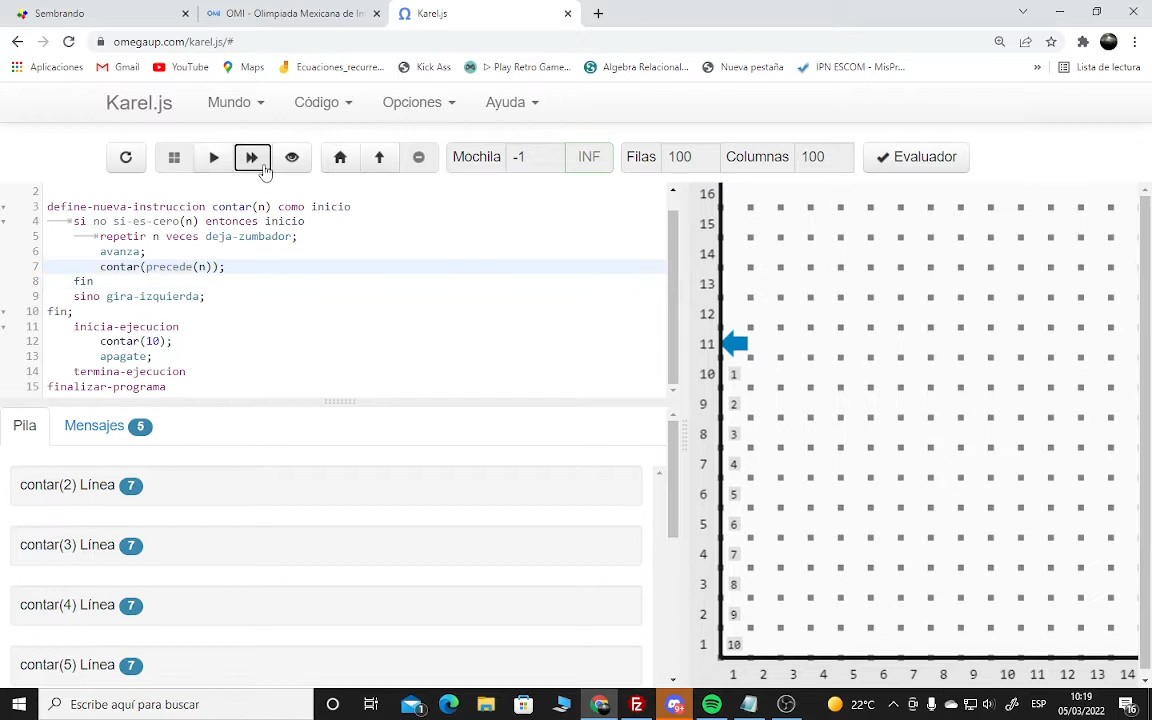 Sembrando
OMI - Olimpiada Mexicana de In
Karel.js
omegaup.com/karel.js/#
Aplicaciones
Gmail
YouTube
Maps
Ecuaciones_recurre...
Kick Ass
Play Retro Game...
Algebra Relacional...
Nueva pestaña
IPN ESCOM - MisPr...
»
Lista de lectura
Karel.js
Mundo
Código
Opciones
Ayuda
Mochila -1 INF
Filas 100
Columnas 100
Evaluador
2
3 define-nueva-instruccion contar(n) como inicio
4 si no si-es-cero(n) entonces inicio
5 repetir n veces deja-zumbador;
6 avanza;
7 contar(precede(n));
8 fin
9 sino gira-izquierda;
10 fin;
11 inicia-ejecucion
12 contar(10);
13 apagate;
14 termina-ejecucion
15 finalizar-programa
Pila
Mensajes 5
contar(2) Línea 7
contar(3) Línea 7
contar(4) Línea 7
contar(5) Línea 7
16
15
14
13
12
11
10 1
9 2
8 3
7 4
6 5
5 6
4 7
3 8
2 9
1 10
1 2 3 4 5 6 7 8 9 10 11 12 13 14
Escribe aquí para buscar
1
22°C
ESP
10:19
05/03/2022
16